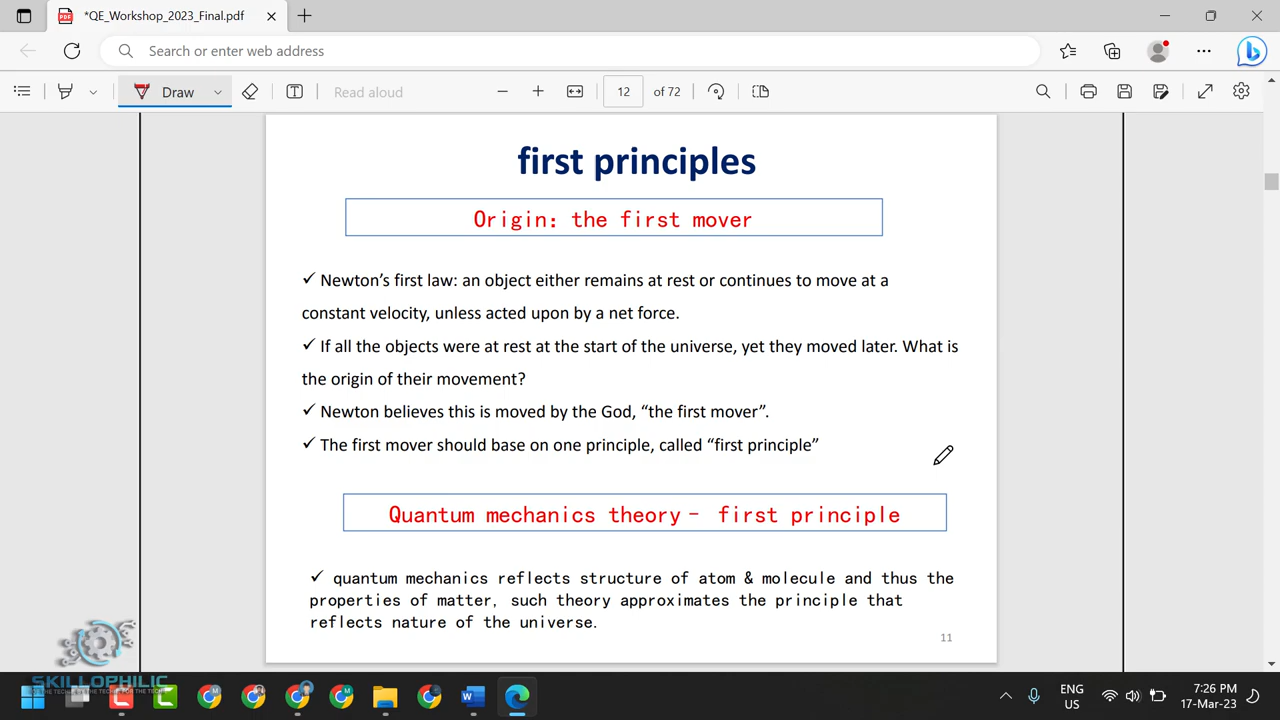 *QE_Workshop_2023_Final.pdf
Search or enter web address
Draw
Read aloud
12 of 72
first principles
Origin: the first mover
✓ Newton's first law: an object either remains at rest or continues to move at a
constant velocity, unless acted upon by a net force.
✓ If all the objects were at rest at the start of the universe, yet they moved later. What is
the origin of their movement?
✓ Newton believes this is moved by the God, “the first mover”.
✓ The first mover should base on one principle, called “first principle”
Quantum mechanics theory– first principle
✓ quantum mechanics reflects structure of atom & molecule and thus the
properties of matter, such theory approximates the principle that
reflects nature of the universe.
11
SKILLOPHILIC
ENG
US
7:26 PM
17-Mar-23